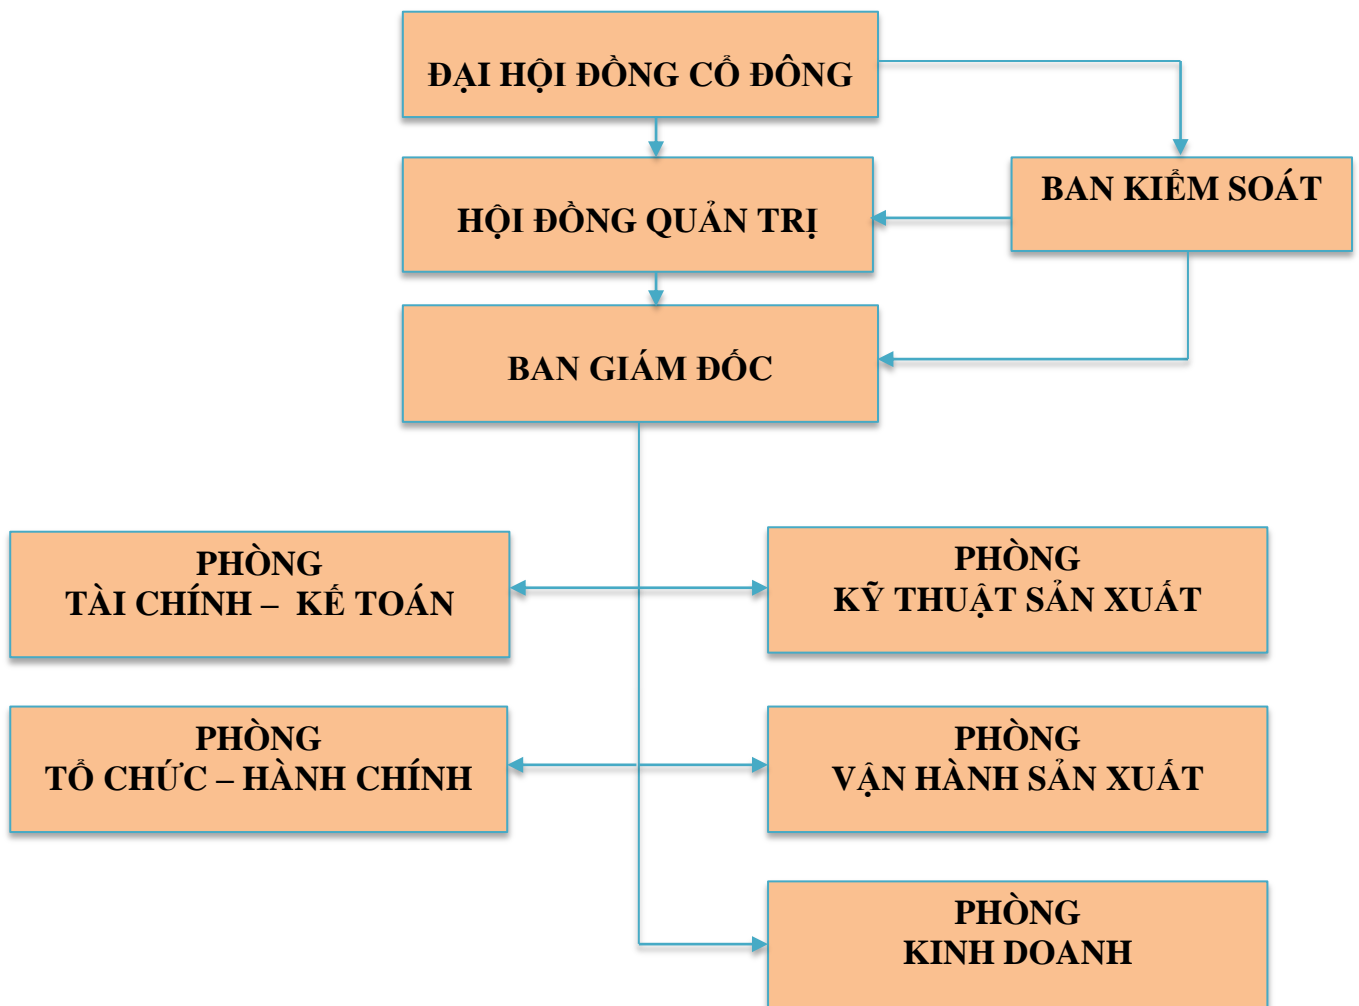 ĐẠI HỘI ĐỒNG CỔ ĐÔNG
BAN KIỂM SOÁT
HỘI ĐỒNG QUẢN TRỊ
BAN GIÁM ĐỐC
PHÒNG
TÀI CHÍNH – KẾ TOÁN
PHÒNG
KỸ THUẬT SẢN XUẤT
PHÒNG
TỔ CHỨC – HÀNH CHÍNH
PHÒNG
VẬN HÀNH SẢN XUẤT
PHÒNG
KINH DOANH